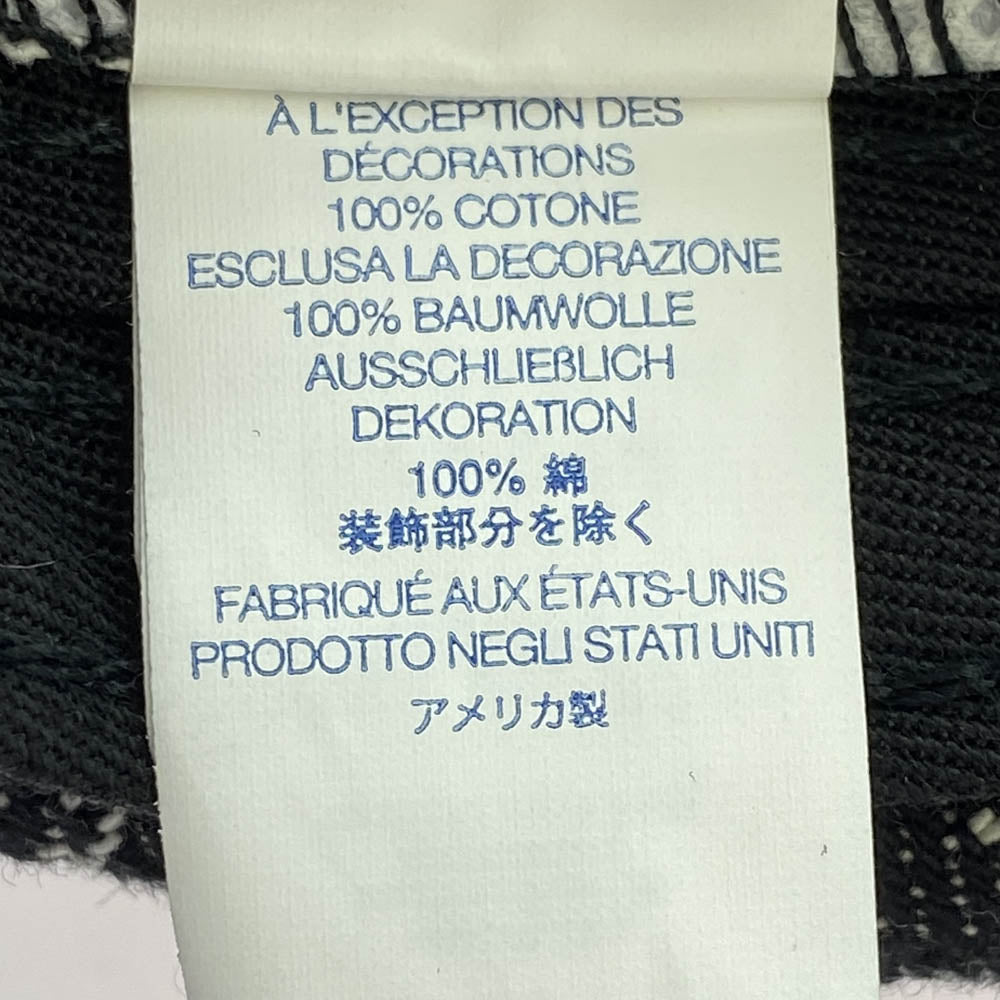 À L'EXCEPTION DES
DÉCORATIONS
100% COTONE
ESCLUSA LA DECORAZIONE
100% BAUMWOLLE
AUSSCHLIEßLICH
DEKORATION
100% 綿
装飾部分を除く
FABRIQUÉ AUX ÉTATS-UNIS
PRODOTTO NEGLI STATI UNITI
アメリカ製